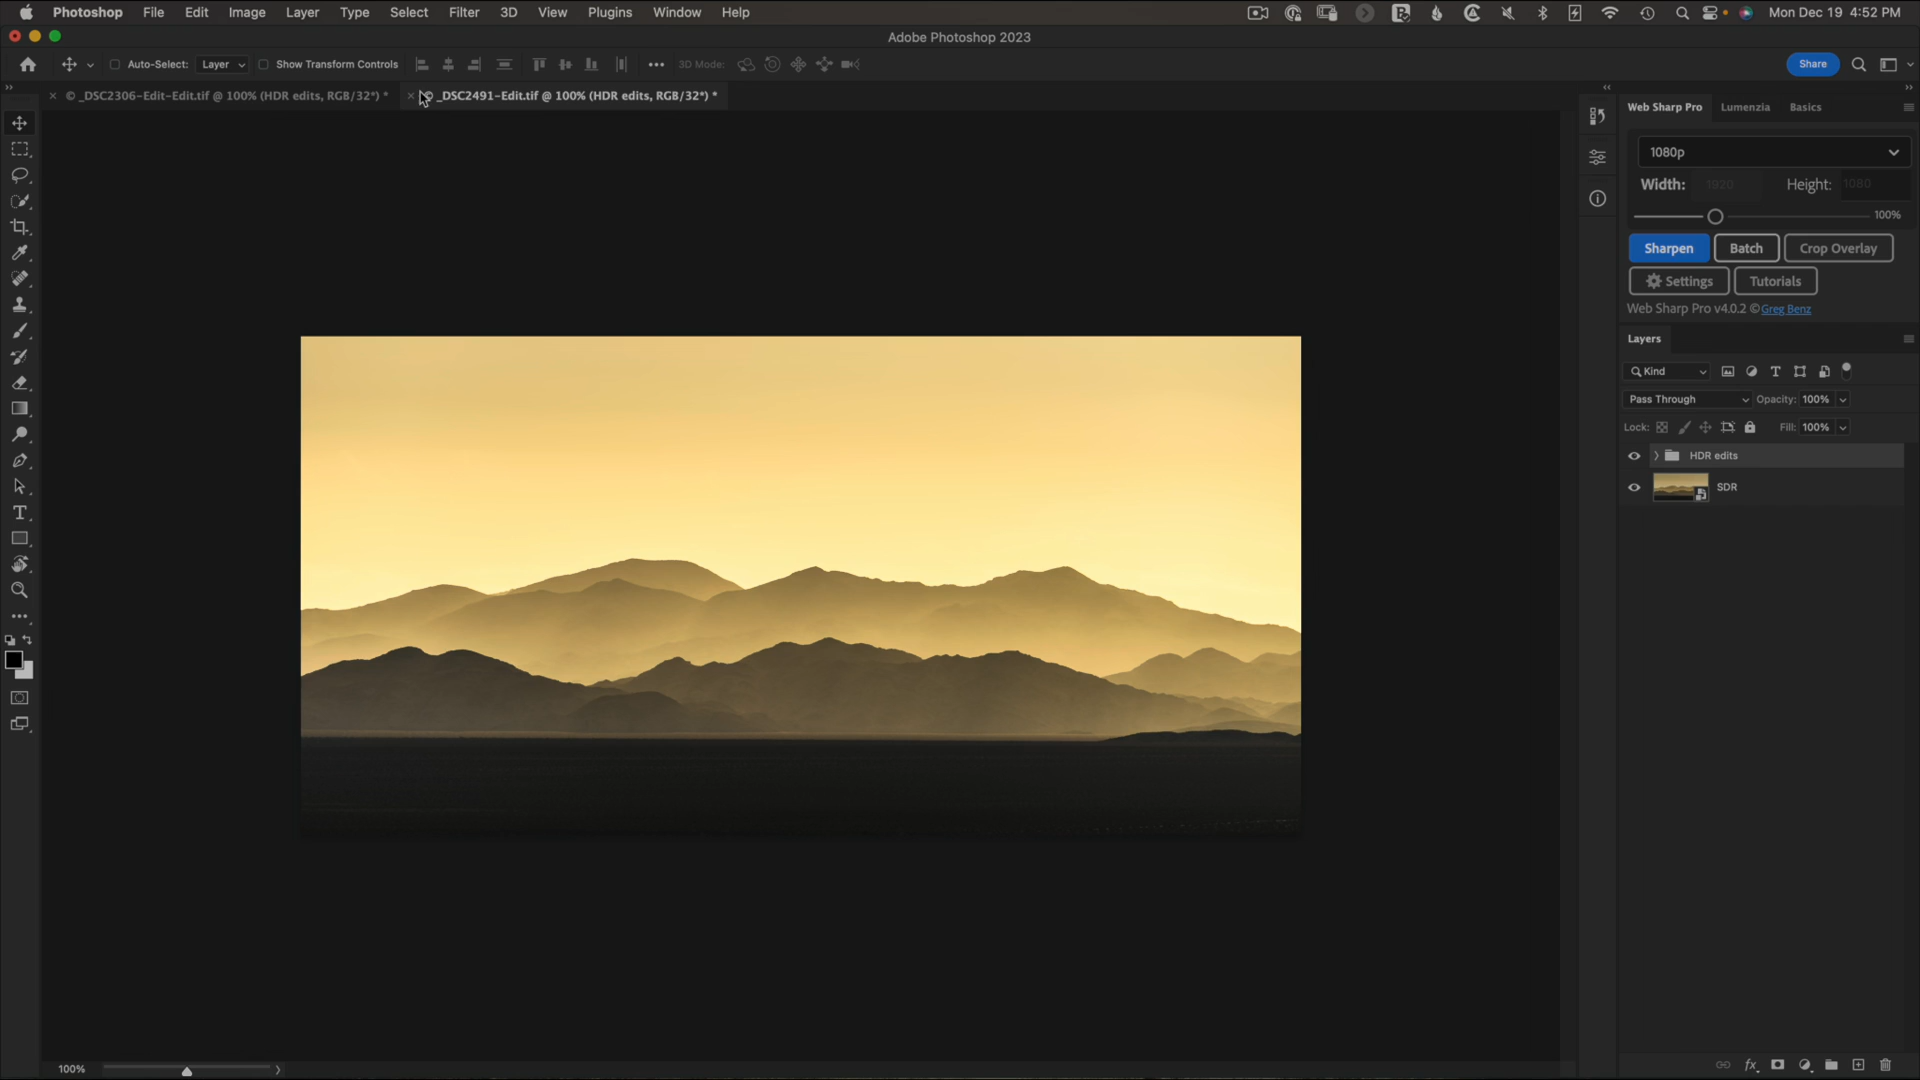 Photoshop File Edit Image Layer Type Select Filter 3D View Plugins Window Help Mon Dec 19 4:52 PM
Adobe Photoshop 2023
Auto-Select: Layer Show Transform Controls 3D Mode: Share
© _DSC2306-Edit-Edit.tif @ 100% (HDR edits, RGB/32*) *
_DSC2491-Edit.tif @ 100% (HDR edits, RGB/32*) *
Web Sharp Pro Lumenzia Basics
1080p
Width: 1920 Height: 1080
100%
Sharpen Batch Crop Overlay
Settings Tutorials
Web Sharp Pro v4.0.2 © Greg Benz
Layers
Kind
Pass Through Opacity: 100%
Lock: Fill: 100%
HDR edits
SDR
100%